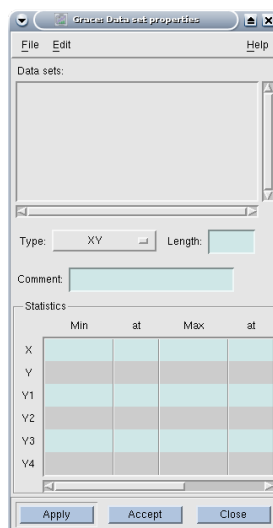 Grace: Data set properties
File Edit Help
Data sets:
Type: XY Length:
Comment:
Statistics
Min at Max at
X
Y
Y1
Y2
Y3
Y4
Apply Accept Close